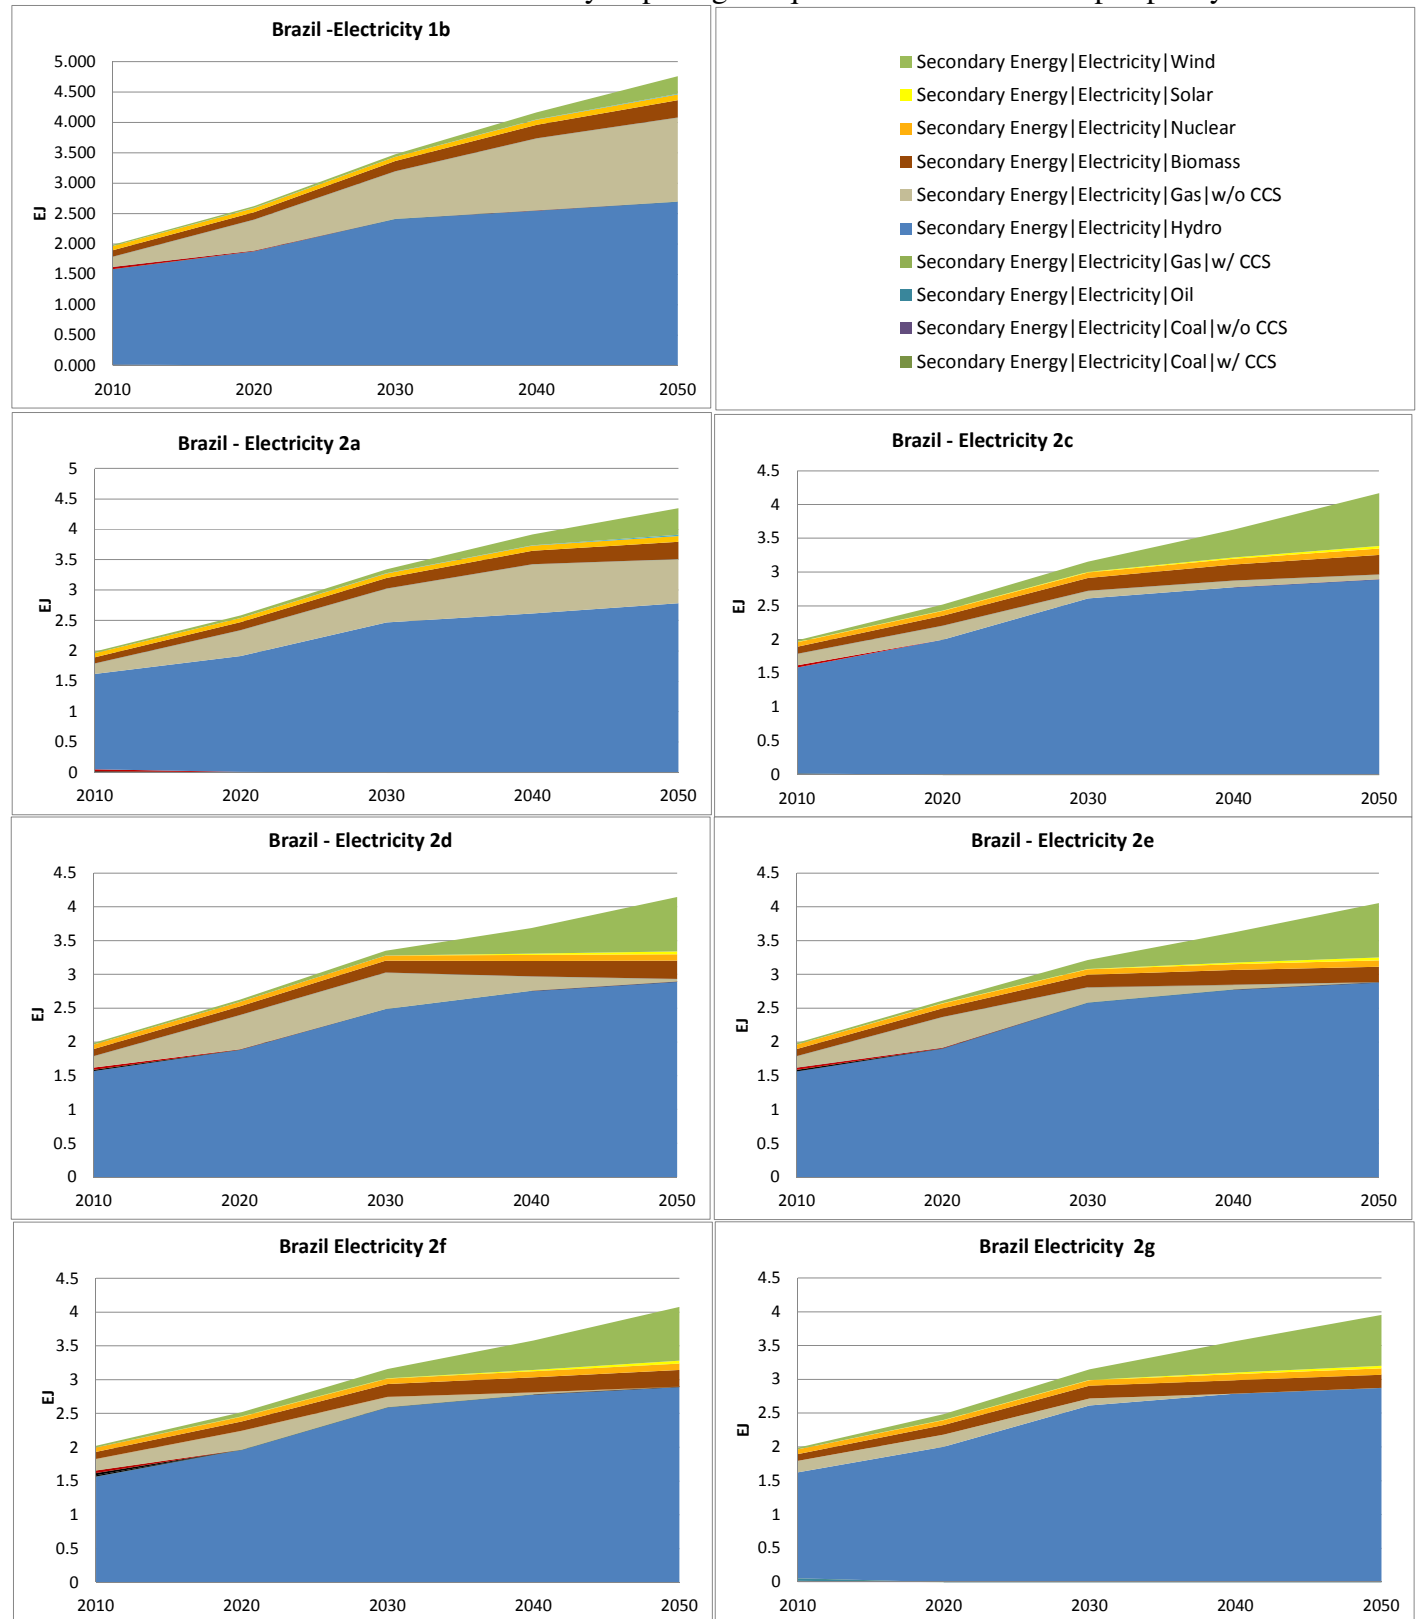 Brazil -Electricity 1b
5.000
4.500
4.000
3.500
3.000
2.500
2.000
1.500
1.000
0.500
0.000
EJ
2010 2020 2030 2040 2050
Secondary Energy|Electricity|Wind
Secondary Energy|Electricity|Solar
Secondary Energy|Electricity|Nuclear
Secondary Energy|Electricity|Biomass
Secondary Energy|Electricity|Gas|w/o CCS
Secondary Energy|Electricity|Hydro
Secondary Energy|Electricity|Gas|w/ CCS
Secondary Energy|Electricity|Oil
Secondary Energy|Electricity|Coal|w/o CCS
Secondary Energy|Electricity|Coal|w/ CCS
Brazil - Electricity 2a
5
4.5
4
3.5
3
2.5
2
1.5
1
0.5
0
EJ
2010 2020 2030 2040 2050
Brazil - Electricity 2c
4.5
4
3.5
3
2.5
2
1.5
1
0.5
0
EJ
2010 2020 2030 2040 2050
Brazil - Electricity 2d
4.5
4
3.5
3
2.5
2
1.5
1
0.5
0
EJ
2010 2020 2030 2040 2050
Brazil - Electricity 2e
4.5
4
3.5
3
2.5
2
1.5
1
0.5
0
EJ
2010 2020 2030 2040 2050
Brazil Electricity 2f
4.5
4
3.5
3
2.5
2
1.5
1
0.5
0
EJ
2010 2020 2030 2040 2050
Brazil Electricity 2g
4.5
4
3.5
3
2.5
2
1.5
1
0.5
0
EJ
2010 2020 2030 2040 2050